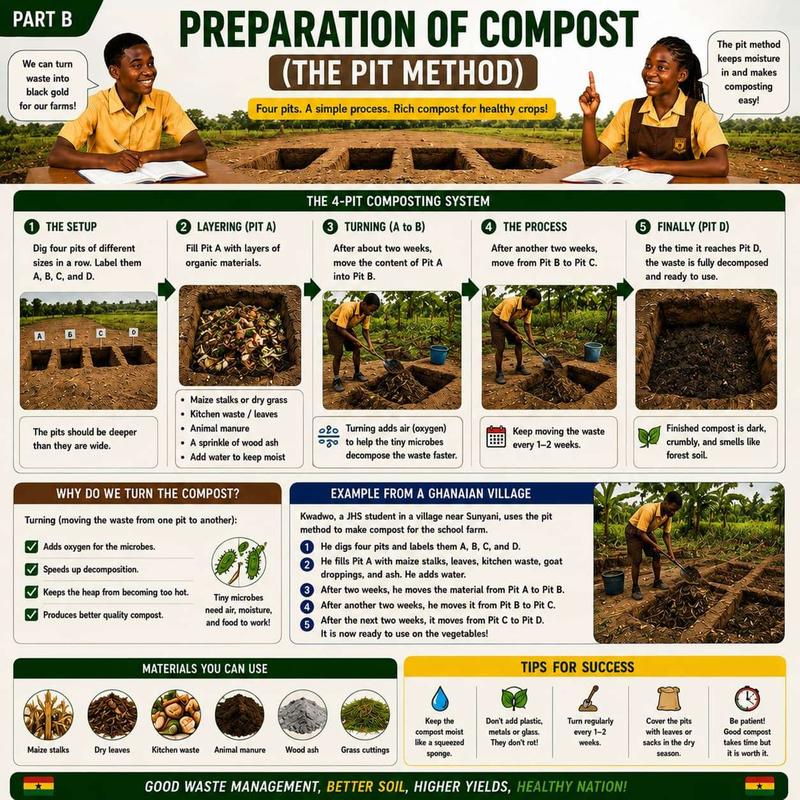 PART B
PREPARATION OF COMPOST
(THE PIT METHOD)
Four pits. A simple process. Rich compost for healthy crops!
We can turn
waste into
black gold
for our farms!
The pit method
keeps moisture
in and makes
composting
easy!
THE 4-PIT COMPOSTING SYSTEM
1 THE SETUP
Dig four pits of different
sizes in a row. Label them
A, B, C, and D.
A B C D
The pits should be deeper
than they are wide.
2 LAYERING (PIT A)
Fill Pit A with layers of
organic materials.
• Maize stalks or dry grass
• Kitchen waste / leaves
• Animal manure
• A sprinkle of wood ash
• Add water to keep moist
3 TURNING (A to B)
After about two weeks,
move the content of Pit A
into Pit B.
Turning adds air (oxygen)
to help the tiny microbes
decompose the waste faster.
4 THE PROCESS
After another two weeks,
move from Pit B to Pit C.
Keep moving the waste
every 1–2 weeks.
5 FINALLY (PIT D)
By the time it reaches Pit D,
the waste is fully decomposed
and ready to use.
Finished compost is dark,
crumbly, and smells like
forest soil.
WHY DO WE TURN THE COMPOST?
Turning (moving the waste from one pit to another):
Adds oxygen for the microbes.
Speeds up decomposition.
Keeps the heap from becoming too hot.
Produces better quality compost.
Tiny microbes
need air, moisture,
and food to work!
EXAMPLE FROM A GHANAIAN VILLAGE
Kwadwo, a JHS student in a village near Sunyani, uses the pit
method to make compost for the school farm.
1 He digs four pits and labels them A, B, C, and D.
2 He fills Pit A with maize stalks, leaves, kitchen waste, goat
droppings, and ash. He adds water.
3 After two weeks, he moves the material from Pit A to Pit B.
4 After another two weeks, he moves it from Pit B to Pit C.
5 After the next two weeks, it moves from Pit C to Pit D.
It is now ready to use on the vegetables!
MATERIALS YOU CAN USE
Maize stalks
Dry leaves
Kitchen waste
Animal manure
Wood ash
Grass cuttings
TIPS FOR SUCCESS
Keep the
compost moist
like a squeezed
sponge.
Don't add plastic,
metals or glass.
They don't rot!
Turn regularly
every 1–2
weeks.
Cover the pits
with leaves or
sacks in the dry
season.
Be patient!
Good compost
takes time but
it is worth it.
GOOD WASTE MANAGEMENT, BETTER SOIL, HIGHER YIELDS, HEALTHY NATION!